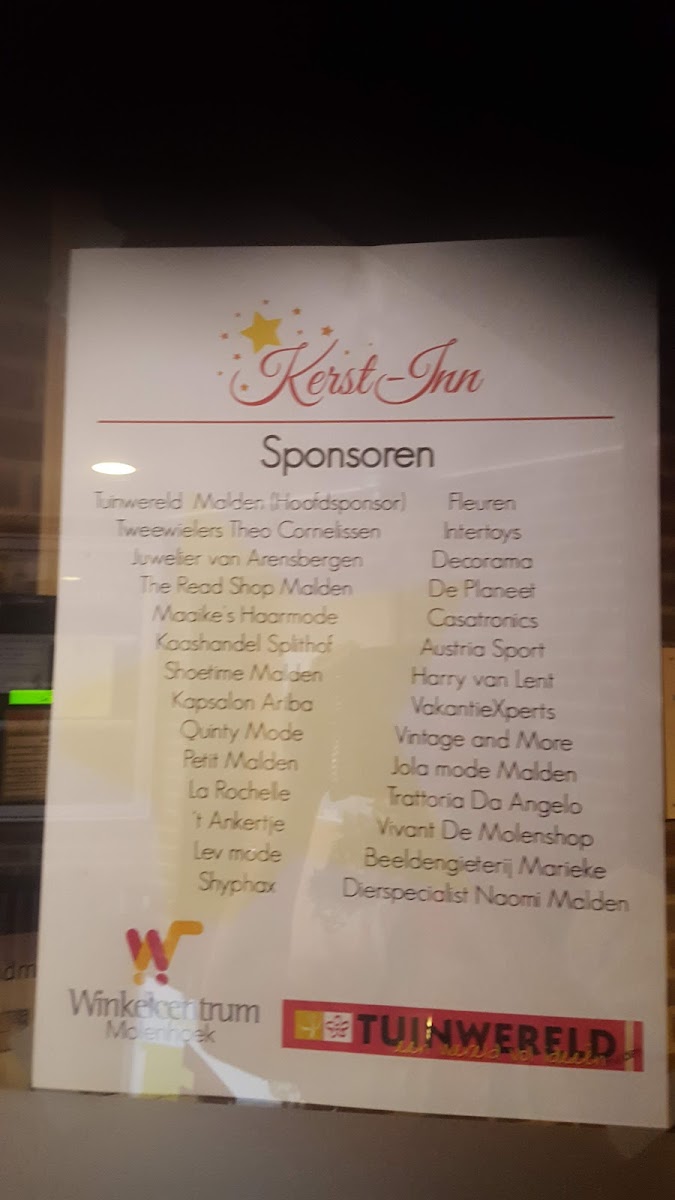 Kerst-Inn
Sponsoren
Tuinwereld Malden (Hoofdsponsor)
Tweewielers Theo Cornelissen
Juwelier van Arensbergen
The Read Shop Malden
Maaike's Haarmode
Kaashandel Splithof
Shoetime Malden
Kapsalon Ariba
Quinty Mode
Petit Malden
La Rochelle
't Ankertje
Lev mode
Shyphax
Fleuren
Intertoys
Decorama
De Planeet
Casatronics
Austria Sport
Harry van Lent
VakantieXperts
Vintage and More
Jola mode Malden
Trattoria Da Angelo
Vivant De Molenshop
Beeldengieterij Marieke
Dierspecialist Naomi Malden
Winkelcentrum
Molenhoek
TUINWERELD